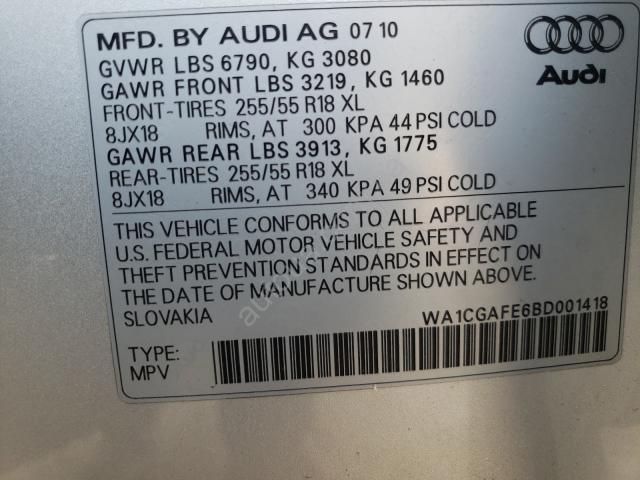 MFD. BY AUDI AG 07 10
GVWR LBS 6790, KG 3080
GAWR FRONT LBS 3219, KG 1460
FRONT-TIRES 255/55 R18 XL
8JX18 RIMS, AT 300 KPA 44 PSI COLD
GAWR REAR LBS 3913, KG 1775
REAR-TIRES 255/55 R18 XL
8JX18 RIMS, AT 340 KPA 49 PSI COLD
Audi
THIS VEHICLE CONFORMS TO ALL APPLICABLE
U.S. FEDERAL MOTOR VEHICLE SAFETY AND
THEFT PREVENTION STANDARDS IN EFFECT ON
THE DATE OF MANUFACTURE SHOWN ABOVE.
SLOVAKIA WA1CGAFE6BD001418
TYPE:
MPV